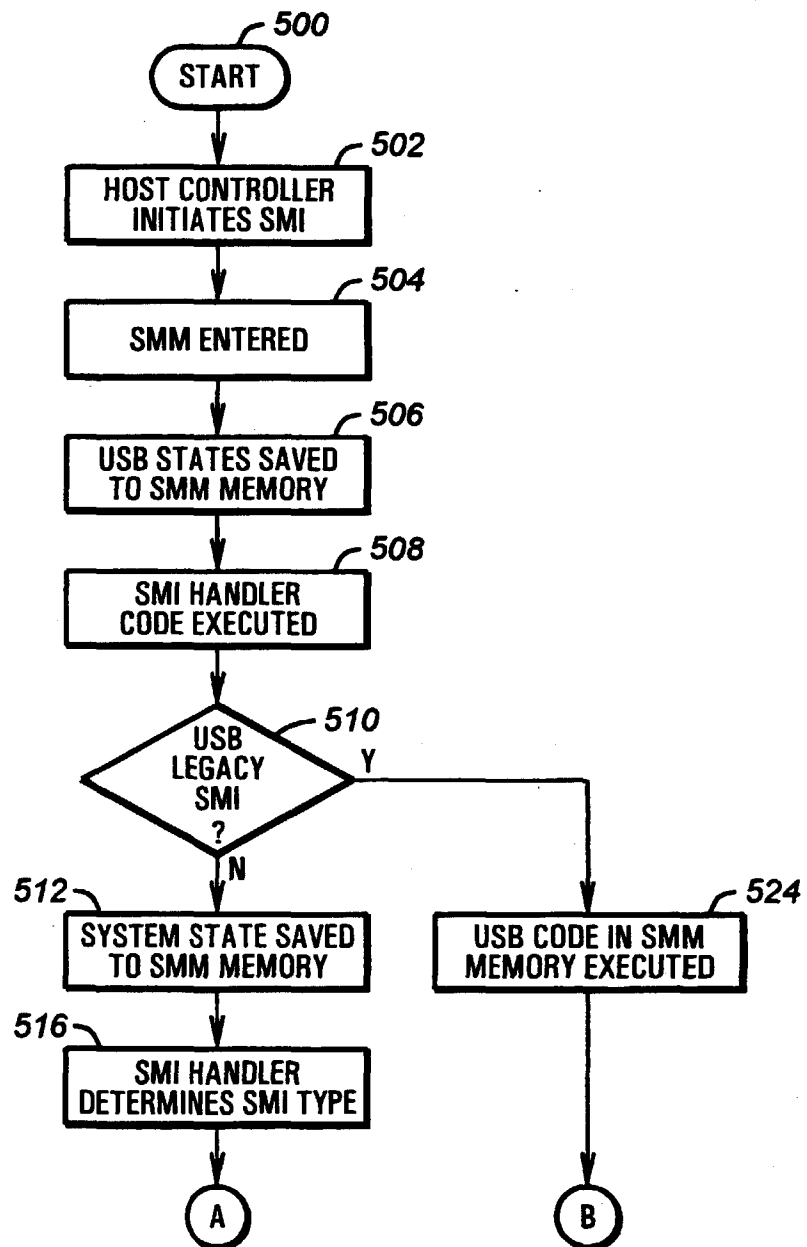 500
START
502
HOST CONTROLLER
INITIATES SMI
504
SMM ENTERED
506
USB STATES SAVED
TO SMM MEMORY
508
SMI HANDLER
CODE EXECUTED
510
USB
LEGACY
SMI
?
Y
N
512
SYSTEM STATE SAVED
TO SMM MEMORY
524
USB CODE IN SMM
MEMORY EXECUTED
516
SMI HANDLER
DETERMINES SMI TYPE
A
B